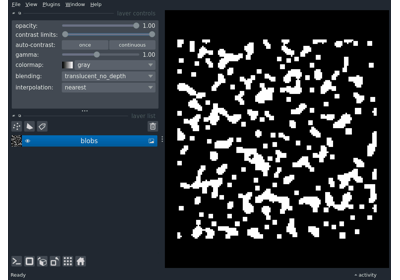 File View Plugins Window Help
layer controls
opacity: 1.00
contrast limits:
auto-contrast: once continuous
gamma: 1.00
colormap: gray
blending: translucent_no_depth
interpolation: nearest
layer list
blobs
Ready
activity